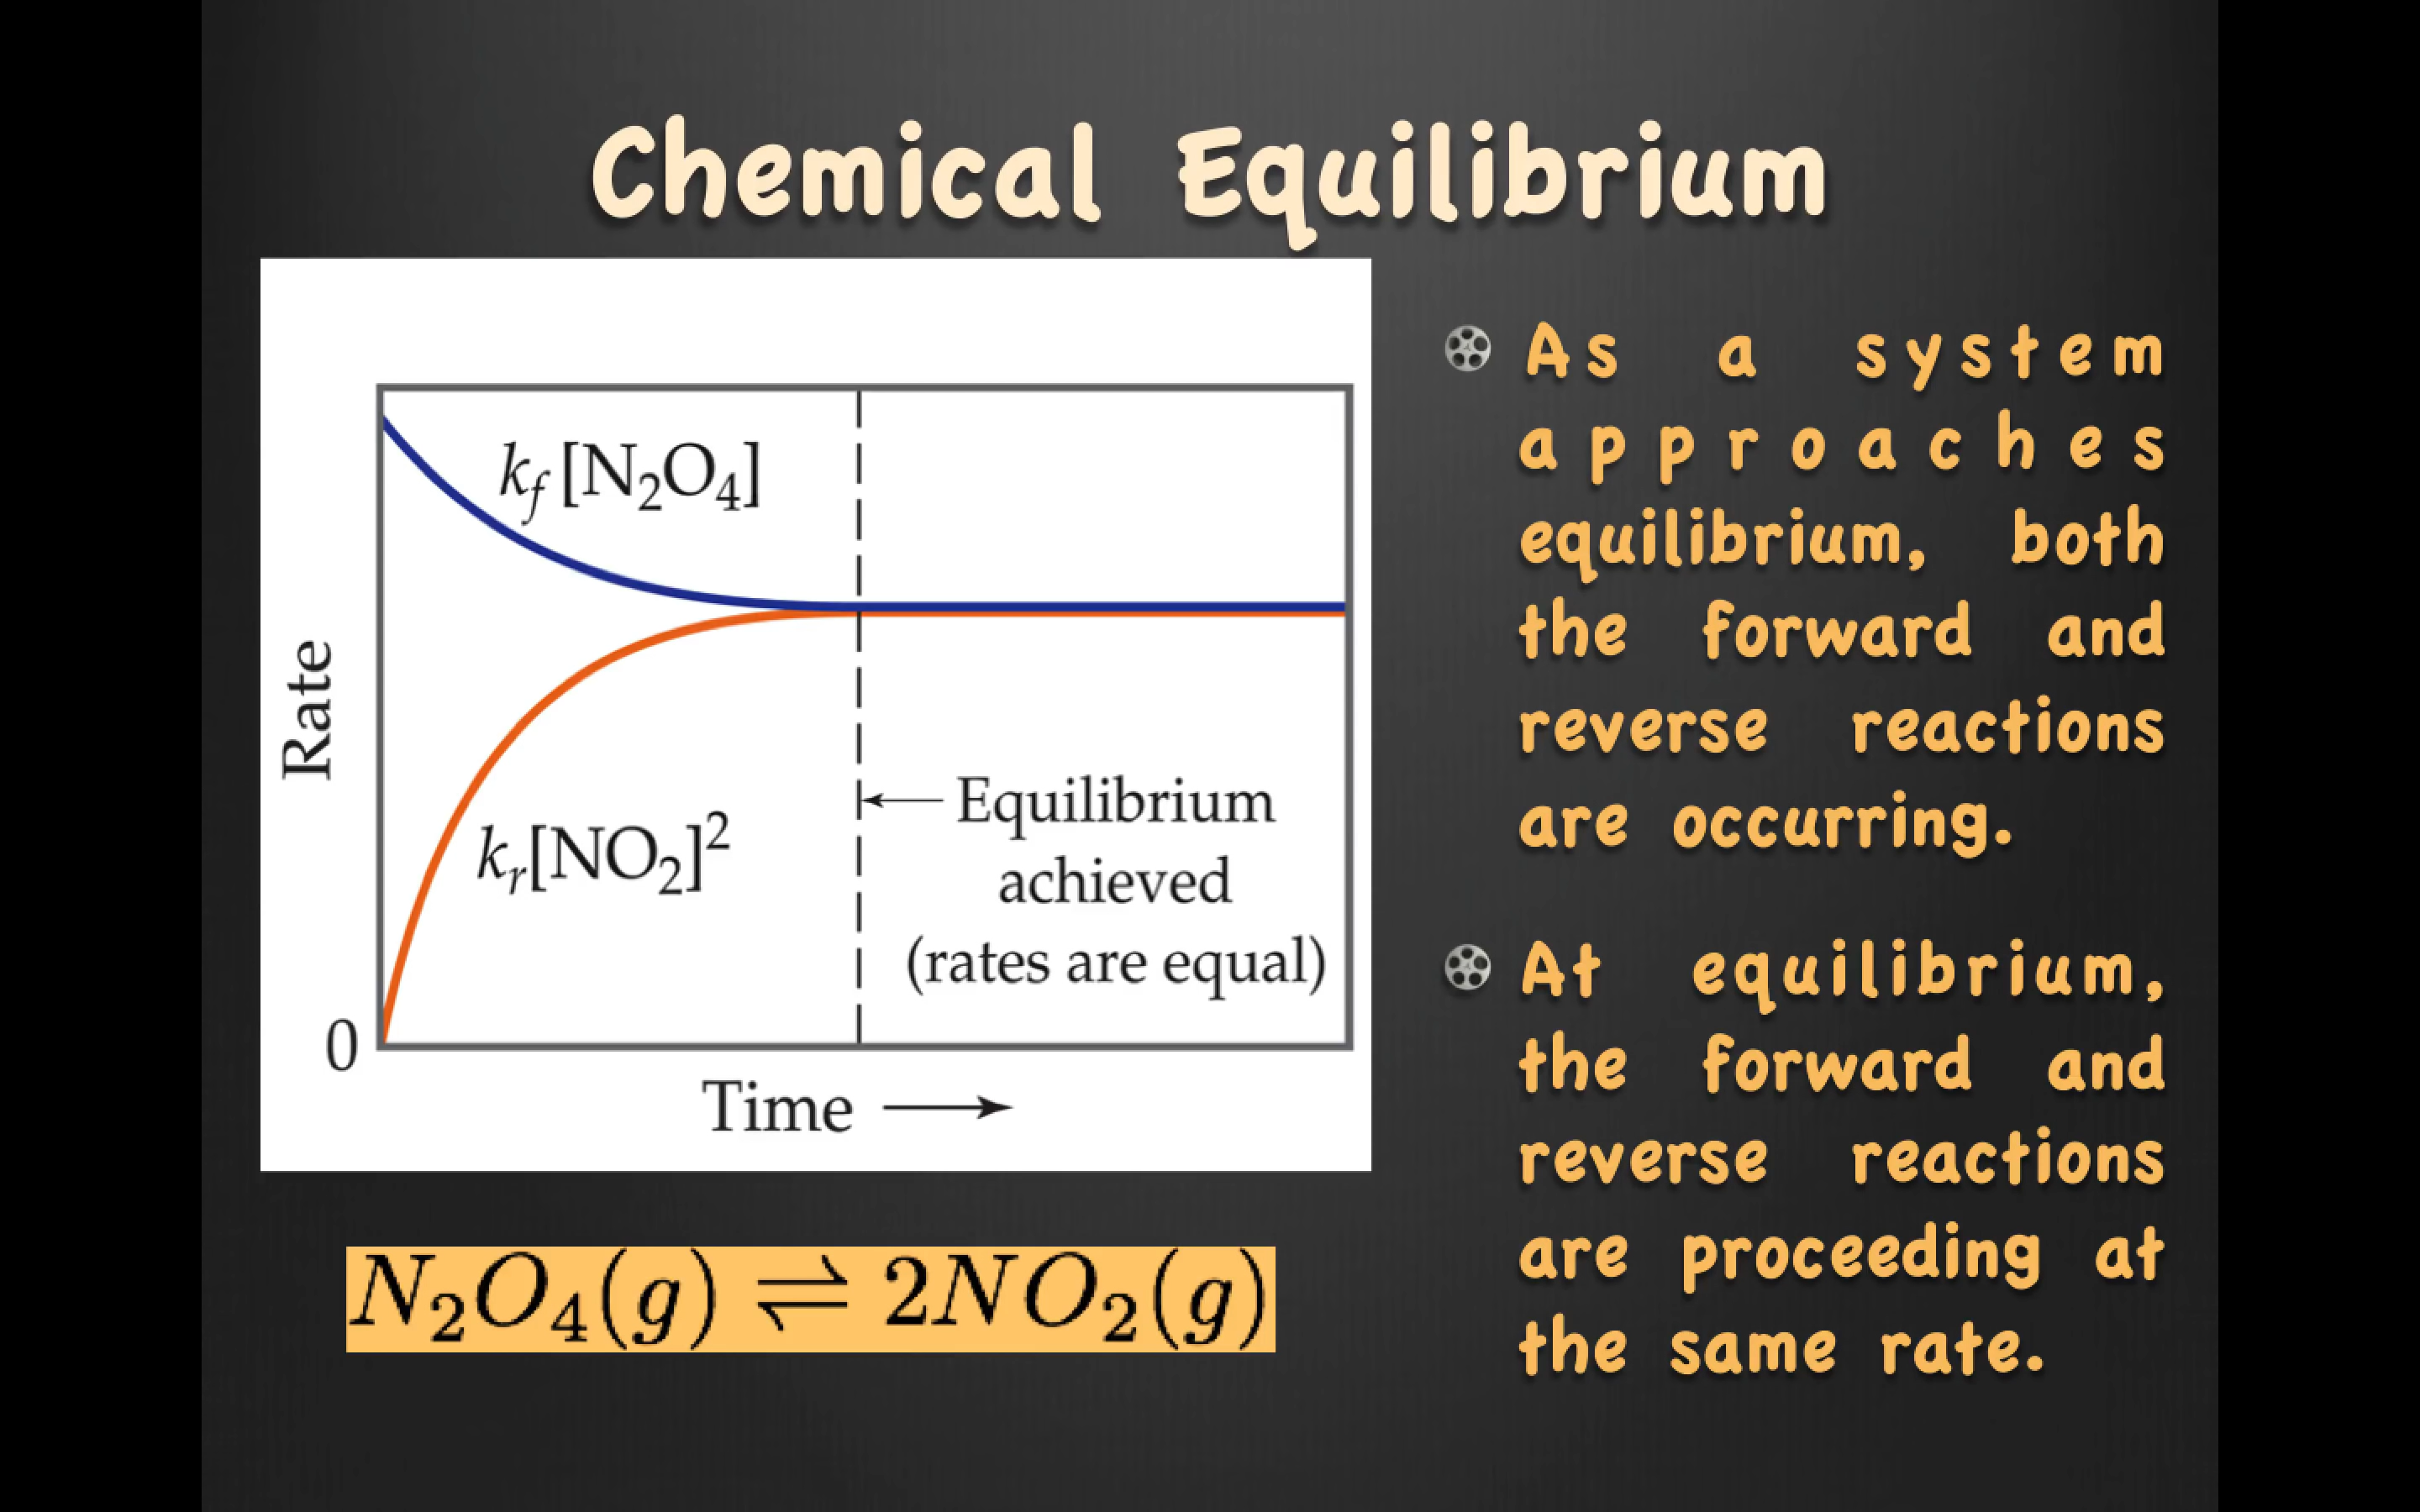 Chemical Equilibrium
k_f [N₂O₄]
Rate
k_r[NO₂]²
Equilibrium
achieved
(rates are equal)
0
Time →
N₂O₄(g) ⇌ 2NO₂(g)
As a system
approaches
equilibrium, both
the forward and
reverse reactions
are occurring.
At equilibrium,
the forward and
reverse reactions
are proceeding at
the same rate.